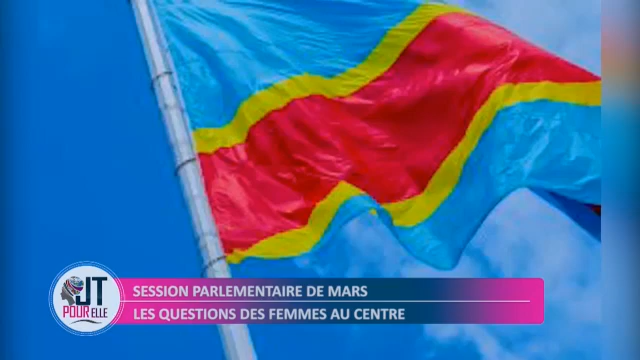 JT
POUR ELLE
SESSION PARLEMENTAIRE DE MARS
LES QUESTIONS DES FEMMES AU CENTRE